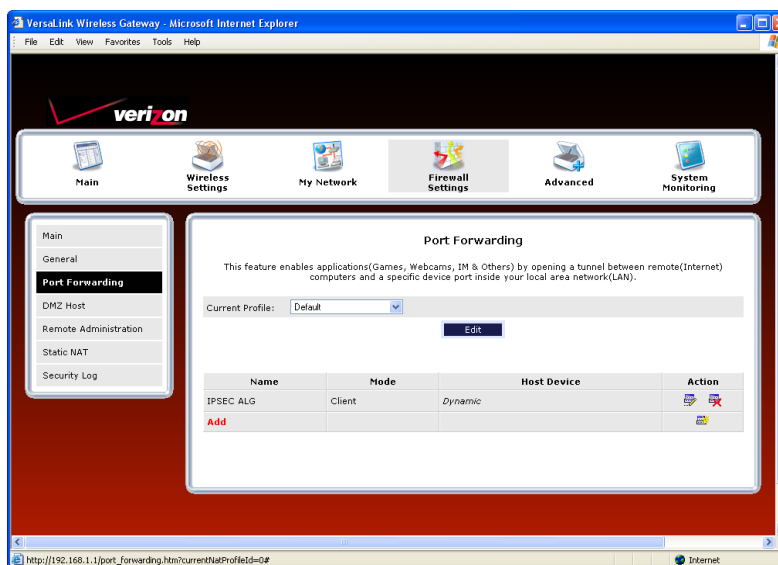 VersaLink Wireless Gateway - Microsoft Internet Explorer
File Edit View Favorites Tools Help
verizon
Main
Wireless Settings
My Network
Firewall Settings
Advanced
System Monitoring
Main
General
Port Forwarding
DMZ Host
Remote Administration
Static NAT
Security Log
Port Forwarding
This feature enables applications(Games, Webcams, IM & Others) by opening a tunnel between remote(Internet)
computers and a specific device port inside your local area network(LAN).
Current Profile: Default
Edit
Name Mode Host Device Action
IPSEC ALG Client Dynamic
Add
http://192.168.1.1/port_forwarding.htm?currentNatProfileId=0# Internet